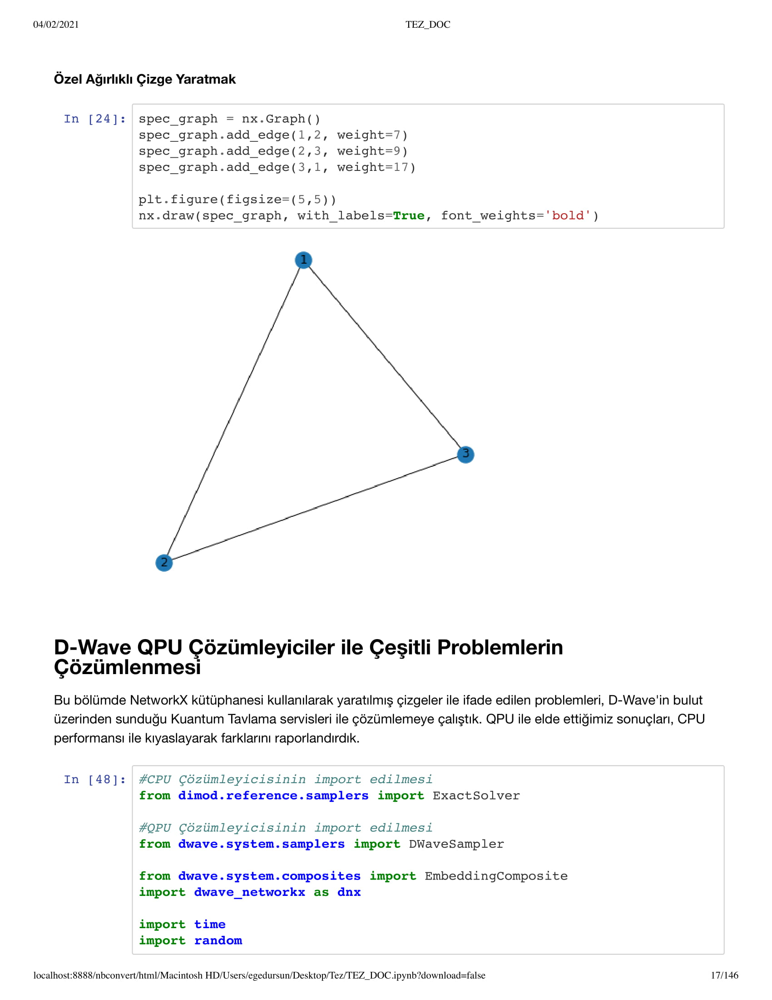 04/02/2021 TEZ_DOC
Özel Ağırlıklı Çizge Yaratmak
In [24]: spec_graph = nx.Graph()
spec_graph.add_edge(1,2, weight=7)
spec_graph.add_edge(2,3, weight=9)
spec_graph.add_edge(3,1, weight=17)
plt.figure(figsize=(5,5))
nx.draw(spec_graph, with_labels=True, font_weights='bold')
1
3
2
D-Wave QPU Çözümleyiciler ile Çeşitli Problemlerin
Çözümlenmesi
Bu bölümde NetworkX kütüphanesi kullanılarak yaratılmış çizgeler ile ifade edilen problemleri, D-Wave'in bulut
üzerinden sunduğu Kuantum Tavlama servisleri ile çözümlemeye çalıştık. QPU ile elde ettiğimiz sonuçları, CPU
performansı ile kıyaslayarak farklarını raporlandırdık.
In [48]: #CPU Çözümleyicisinin import edilmesi
from dimod.reference.samplers import ExactSolver
#QPU Çözümleyicisinin import edilmesi
from dwave.system.samplers import DWaveSampler
from dwave.system.composites import EmbeddingComposite
import dwave_networkx as dnx
import time
import random
localhost:8888/nbconvert/html/Macintosh HD/Users/egedursun/Desktop/Tez/TEZ_DOC.ipynb?download=false 17/146